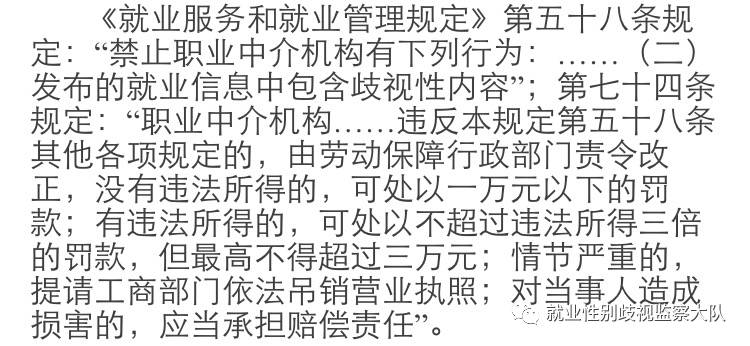 《就业服务和就业管理规定》第五十八条规
定：“禁止职业中介机构有下列行为：……（二）
发布的就业信息中包含歧视性内容”；第七十四条
规定：“职业中介机构……违反本规定第五十八条
其他各项规定的，由劳动保障行政部门责令改
正，没有违法所得的，可处以一万元以下的罚
款；有违法所得的，可处以不超过违法所得三倍
的罚款，但最高不得超过三万元；情节严重的，
提请工商部门依法吊销营业执照；对当事人造成
损害的，应当承担赔偿责任”。
就业性别歧视监察大队